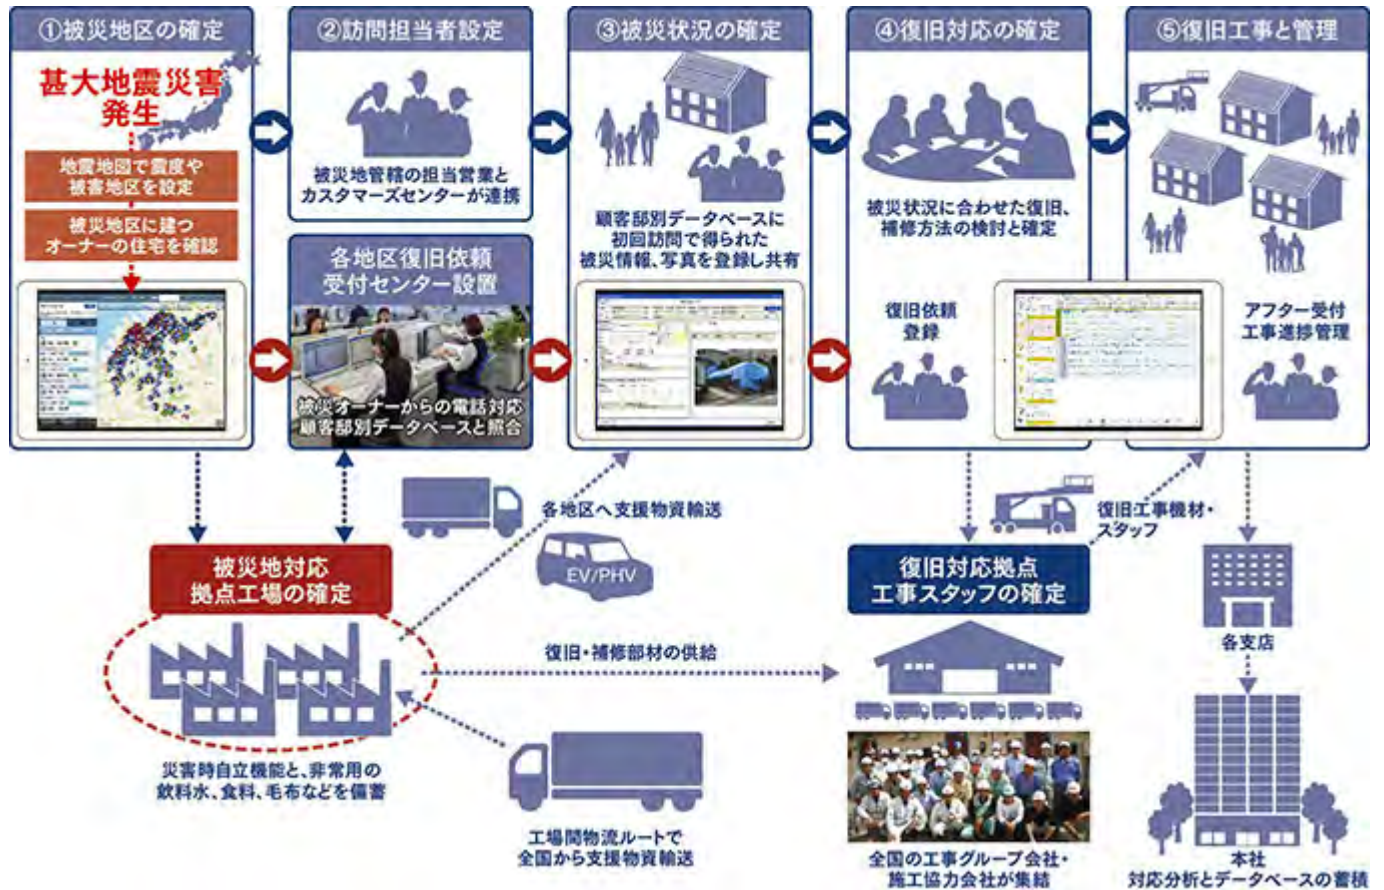 ①被災地区の確定
甚大地震災害
発生
地震地図で震度や
被害地区を設定
被災地区に建つ
オーナーの住宅を確認
②訪問担当者設定
被災地管轄の担当営業と
カスタマーズセンターが連携
各地区復旧依頼
受付センター設置
被災オーナーからの電話対応
顧客邸別データベースと照合
③被災状況の確定
顧客邸別データベースに
初回訪問で得られた
被災情報、写真を登録し共有
④復旧対応の確定
被災状況に合わせた復旧、
補修方法の検討と確定
復旧依頼
登録
⑤復旧工事と管理
アフター受付
工事進捗管理
被災地対応
拠点工場の確定
災害時自立機能と、非常用の
飲料水、食料、毛布などを備蓄
各地区へ支援物資輸送
EV/PHV
復旧・補修部材の供給
工場間物流ルートで
全国から支援物資輸送
復旧対応拠点
工事スタッフの確定
復旧工事機材・
スタッフ
全国の工事グループ会社・
施工協力会社が集結
各支店
本社
対応分析とデータベースの蓄積